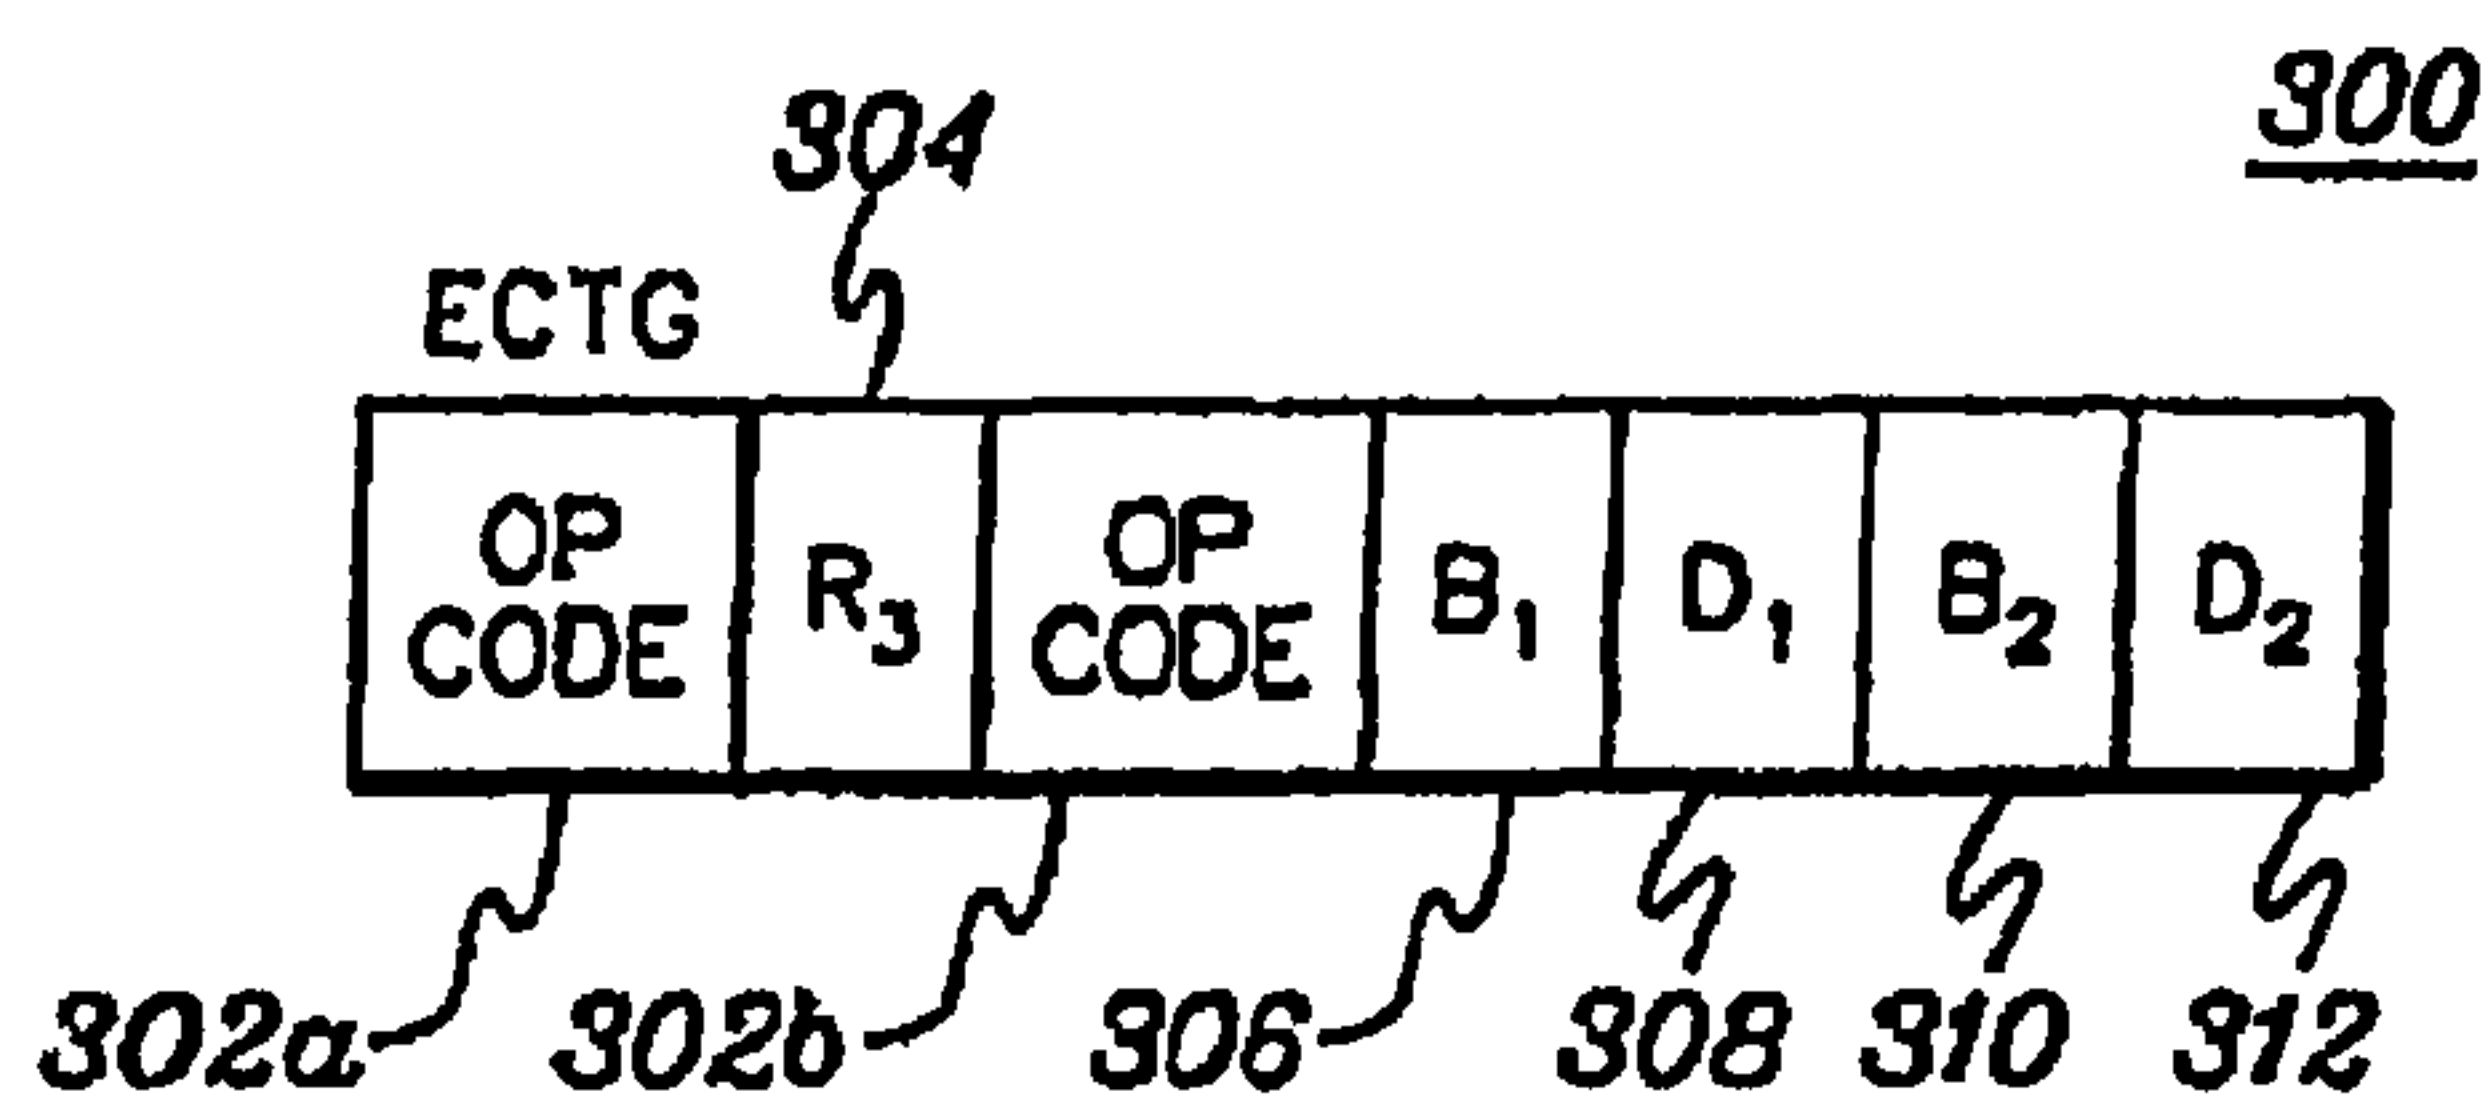 300
304
ECTG
OP CODE R3 OP CODE B1 D1 B2 D2
302a 302b 306 308 310 312